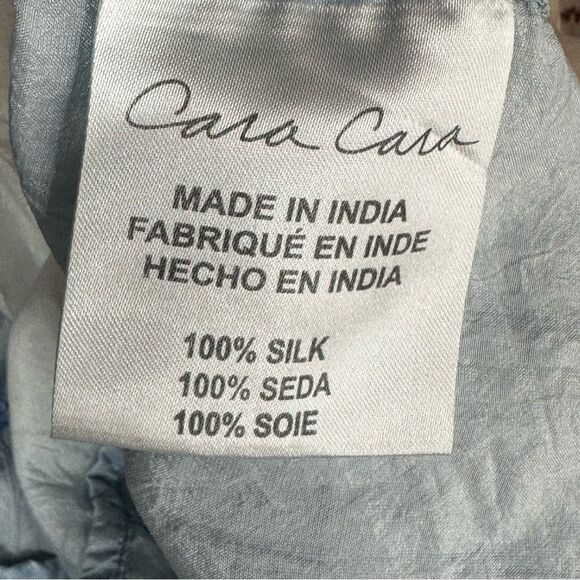 Cara Cara
MADE IN INDIA
FABRIQUÉ EN INDE
HECHO EN INDIA
100% SILK
100% SEDA
100% SOIE